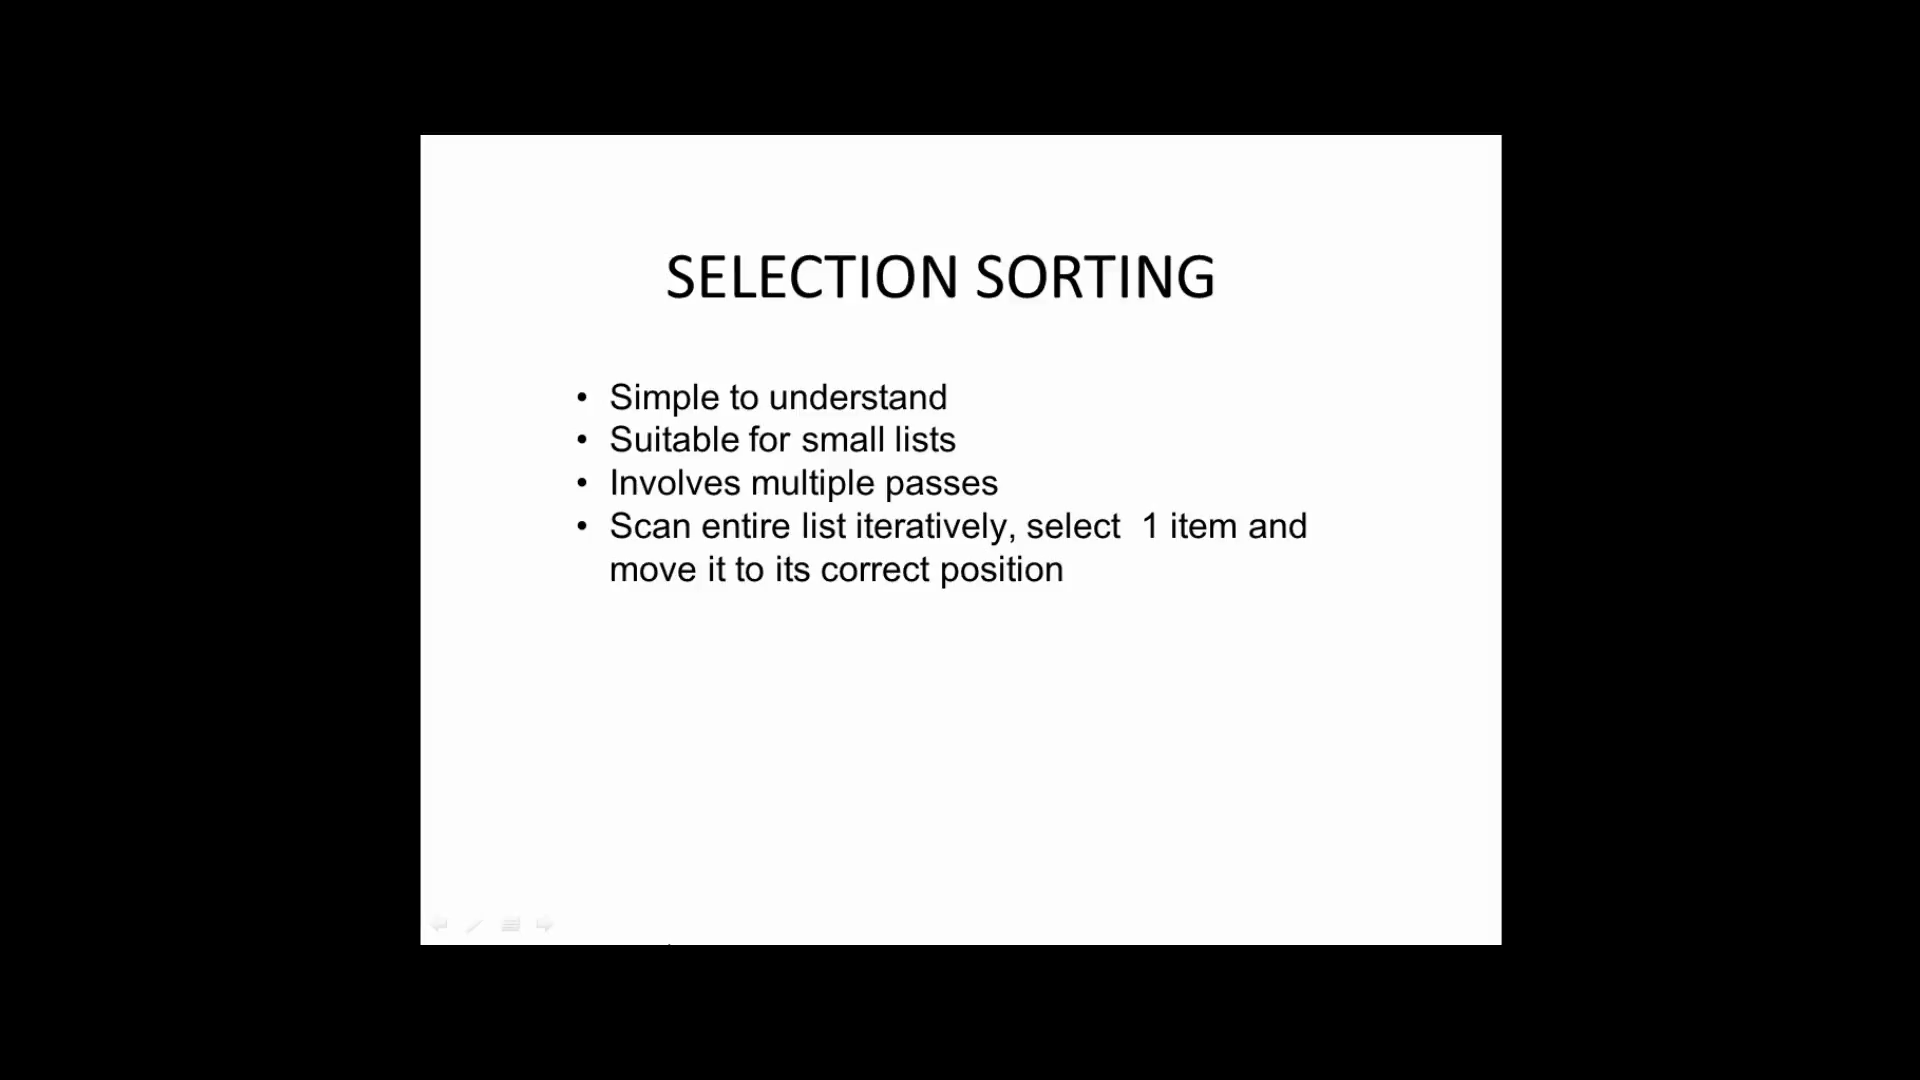 SELECTION SORTING
• Simple to understand
• Suitable for small lists
• Involves multiple passes
• Scan entire list iteratively, select  1 item and
move it to its correct position